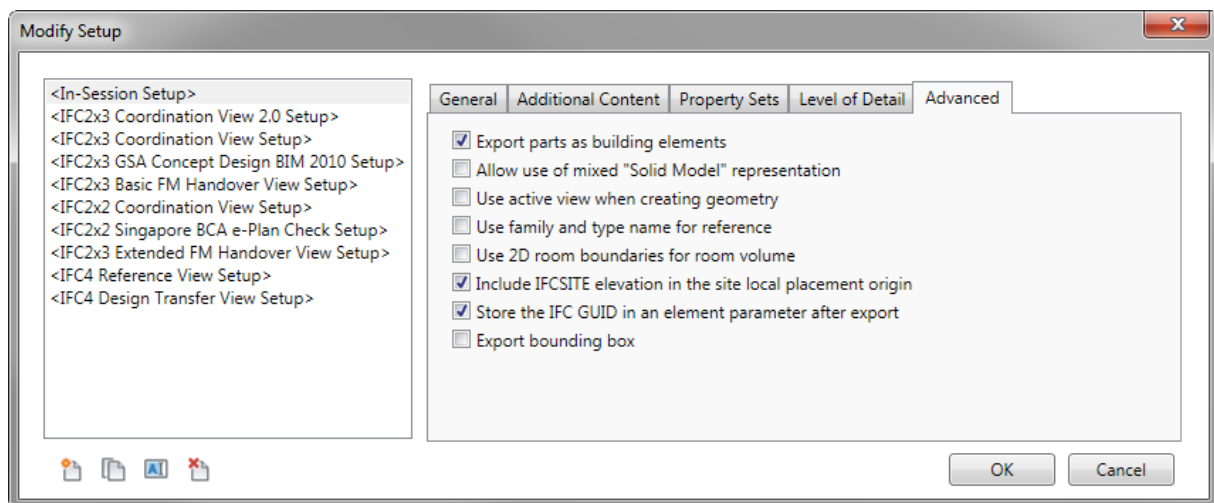 Modify Setup
<In-Session Setup>
<IFC2x3 Coordination View 2.0 Setup>
<IFC2x3 Coordination View Setup>
<IFC2x3 GSA Concept Design BIM 2010 Setup>
<IFC2x3 Basic FM Handover View Setup>
<IFC2x2 Coordination View Setup>
<IFC2x2 Singapore BCA e-Plan Check Setup>
<IFC2x3 Extended FM Handover View Setup>
<IFC4 Reference View Setup>
<IFC4 Design Transfer View Setup>
General Additional Content Property Sets Level of Detail Advanced
Export parts as building elements
Allow use of mixed "Solid Model" representation
Use active view when creating geometry
Use family and type name for reference
Use 2D room boundaries for room volume
Include IFCSITE elevation in the site local placement origin
Store the IFC GUID in an element parameter after export
Export bounding box
AI
OK Cancel